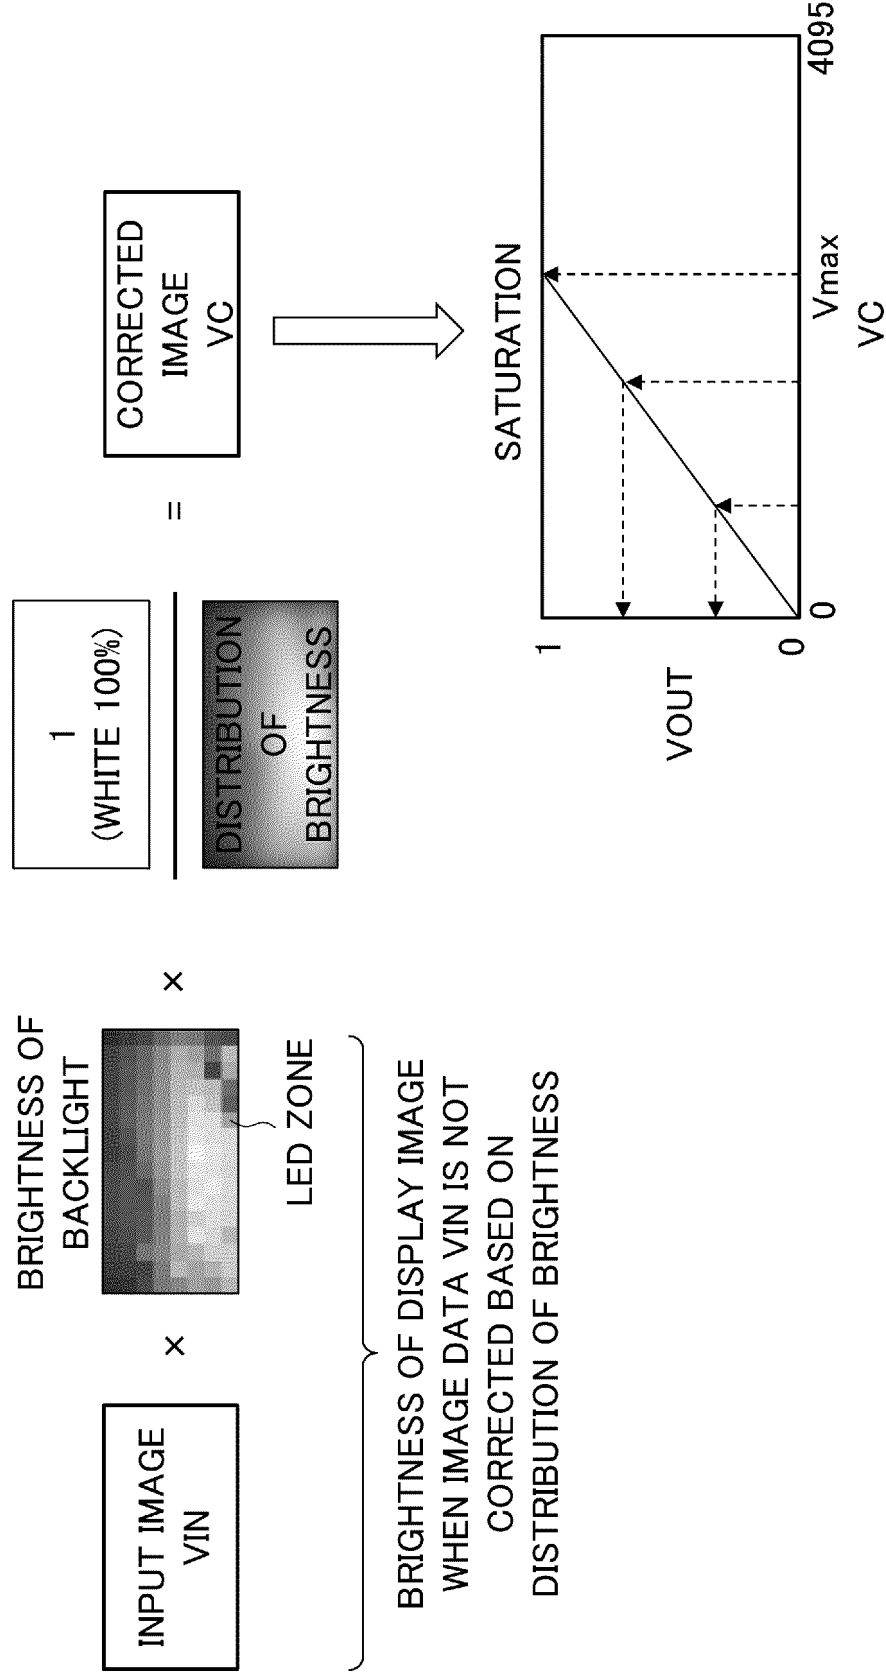 INPUT IMAGE
VIN
×
BRIGHTNESS OF
BACKLIGHT
LED ZONE
×
1
(WHITE 100%)
DISTRIBUTION
OF
BRIGHTNESS
=
CORRECTED
IMAGE
VC
BRIGHTNESS OF DISPLAY IMAGE
WHEN IMAGE DATA VIN IS NOT
CORRECTED BASED ON
DISTRIBUTION OF BRIGHTNESS
SATURATION
1
VOUT
0
0
Vmax
4095
VC